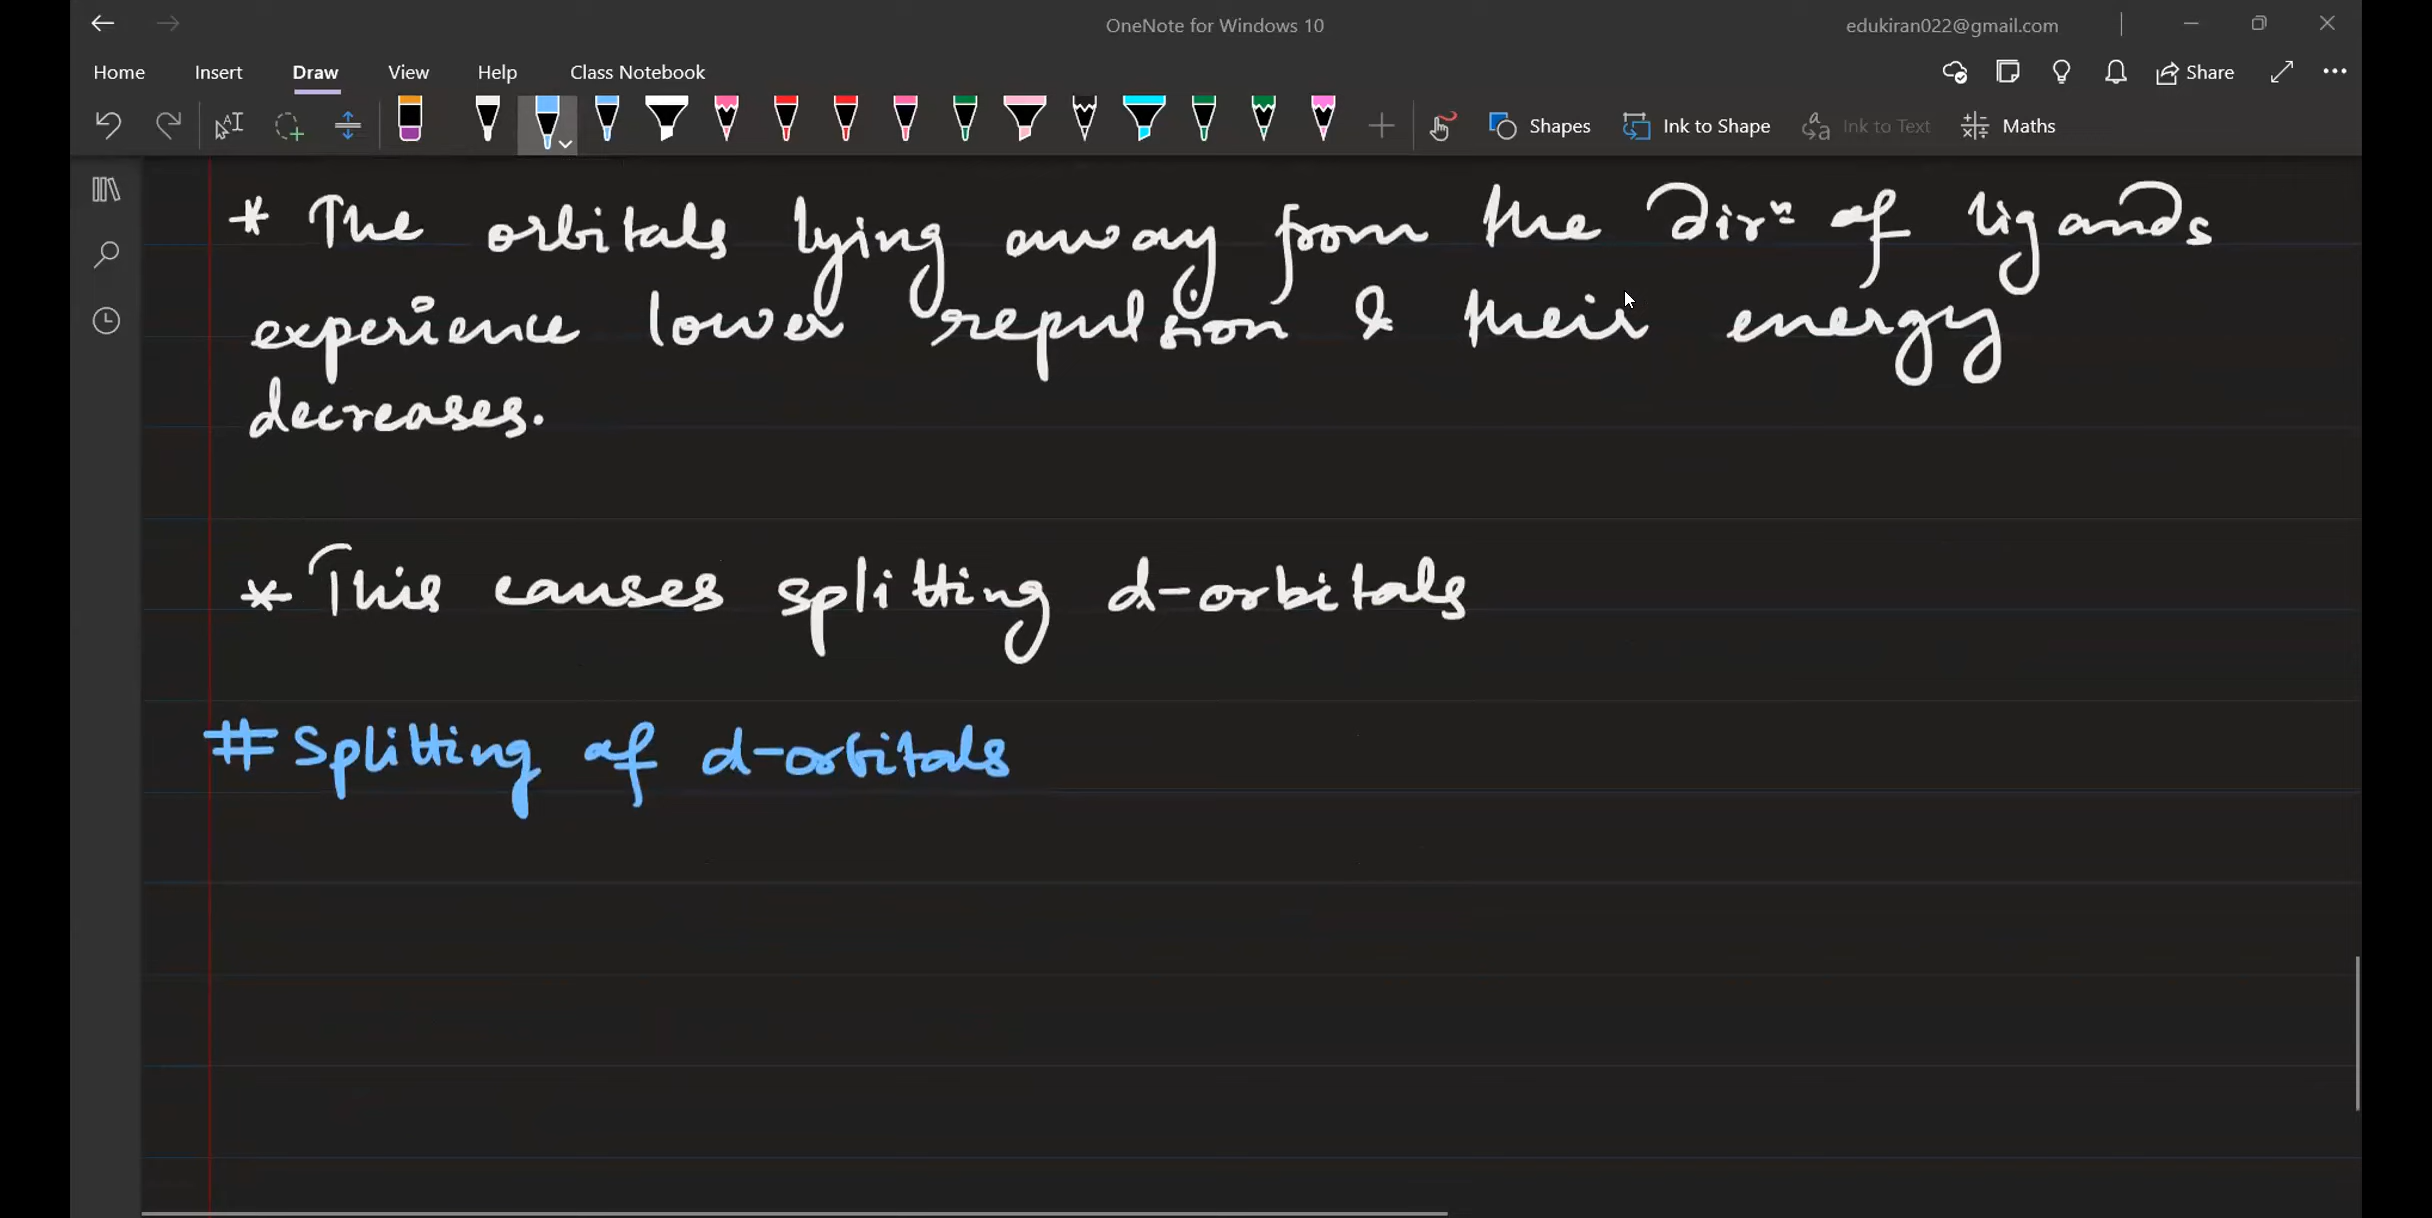 OneNote for Windows 10
edukiran022@gmail.com
Home Insert Draw View Help Class Notebook
Share
Shapes Ink to Shape Ink to Text Maths
* The orbitals lying away from the dirⁿ of ligands
experience lower repulsion & their energy
decreases.
* This causes splitting d-orbitals
# Splitting of d-orbitals